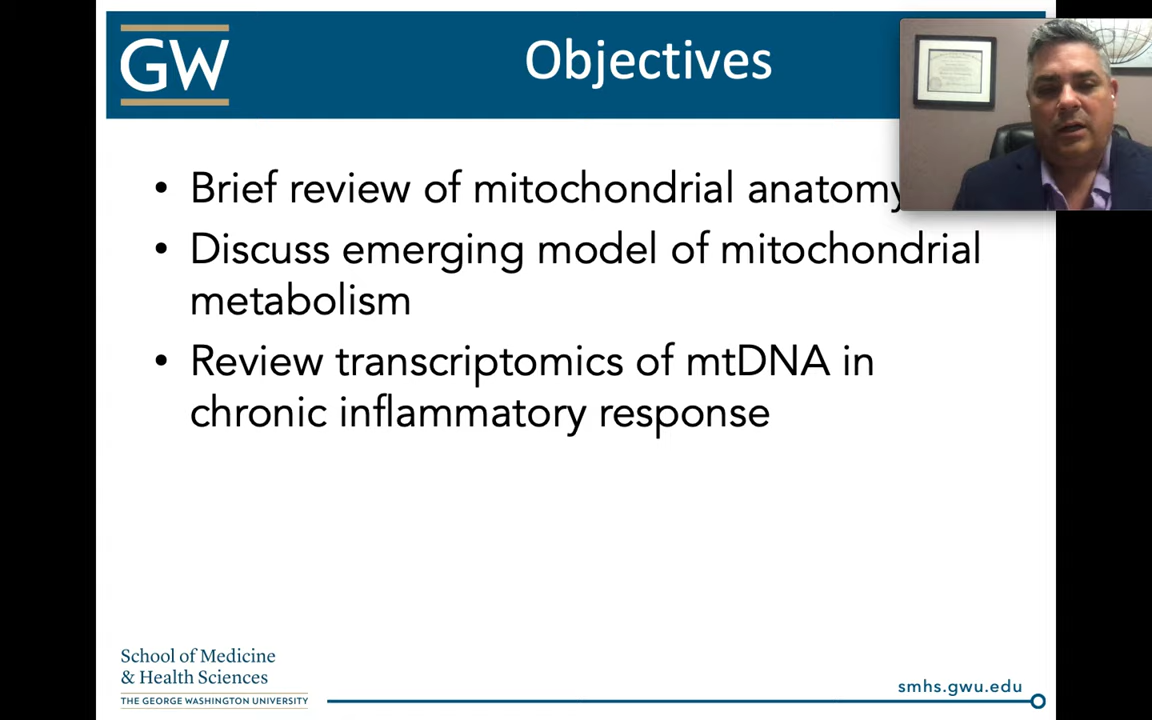 GW
Objectives
• Brief review of mitochondrial anatomy
• Discuss emerging model of mitochondrial
metabolism
• Review transcriptomics of mtDNA in
chronic inflammatory response
School of Medicine
& Health Sciences
THE GEORGE WASHINGTON UNIVERSITY
smhs.gwu.edu